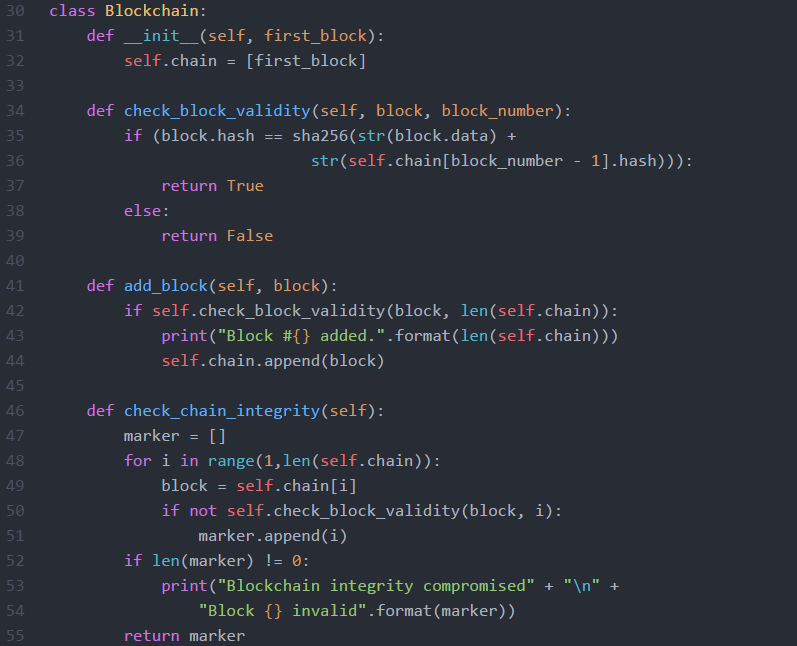 30 class Blockchain:
31     def __init__(self, first_block):
32         self.chain = [first_block]
33
34     def check_block_validity(self, block, block_number):
35         if (block.hash == sha256(str(block.data) +
36                             str(self.chain[block_number - 1].hash))):
37             return True
38         else:
39             return False
40
41     def add_block(self, block):
42         if self.check_block_validity(block, len(self.chain)):
43             print("Block #{} added.".format(len(self.chain)))
44             self.chain.append(block)
45
46     def check_chain_integrity(self):
47         marker = []
48         for i in range(1,len(self.chain)):
49             block = self.chain[i]
50             if not self.check_block_validity(block, i):
51                 marker.append(i)
52         if len(marker) != 0:
53             print("Blockchain integrity compromised" + "\n" +
54                 "Block {} invalid".format(marker))
55         return marker